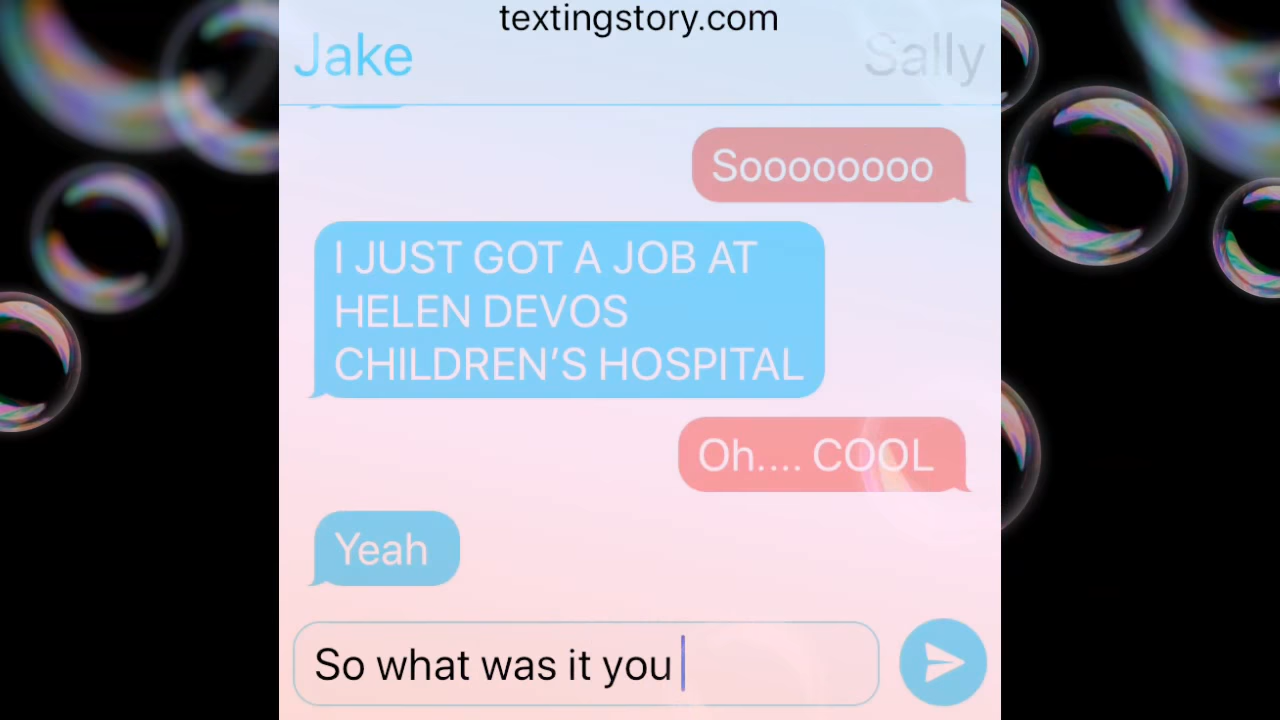 textingstory.com
Jake
Sally
Soooooooo
I JUST GOT A JOB AT
HELEN DEVOS
CHILDREN’S HOSPITAL
Oh.... COOL
Yeah
So what was it you